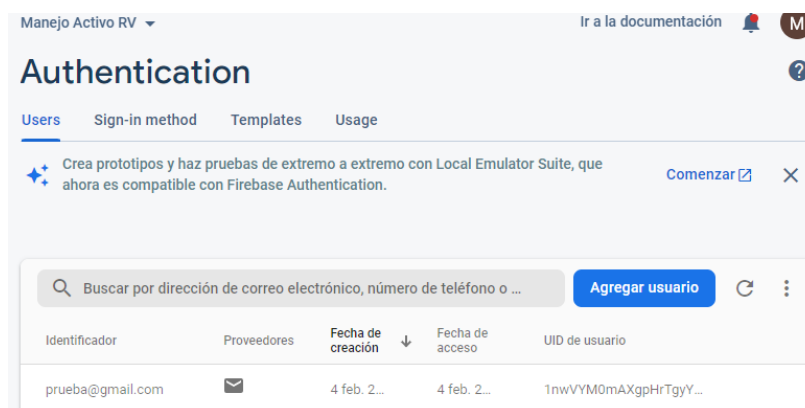 Manejo Activo RV
Ir a la documentación
M
Authentication
?
Users Sign-in method Templates Usage
Crea prototipos y haz pruebas de extremo a extremo con Local Emulator Suite, que
ahora es compatible con Firebase Authentication.
Comenzar
Buscar por dirección de correo electrónico, número de teléfono o ...
Agregar usuario
Identificador
Proveedores
Fecha de
creación
Fecha de
acceso
UID de usuario
prueba@gmail.com
4 feb. 2...
4 feb. 2...
1nwVYM0mAXgpHrTgyY...